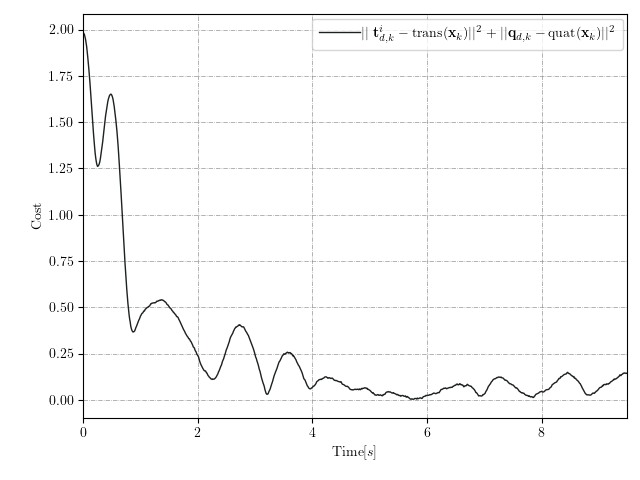 || t^i_{d,k} − trans(x_k)||^2 + ||q_{d,k} − quat(x_k)||^2
2.00
1.75
1.50
1.25
1.00
0.75
0.50
0.25
0.00
Cost
0 2 4 6 8
Time[s]